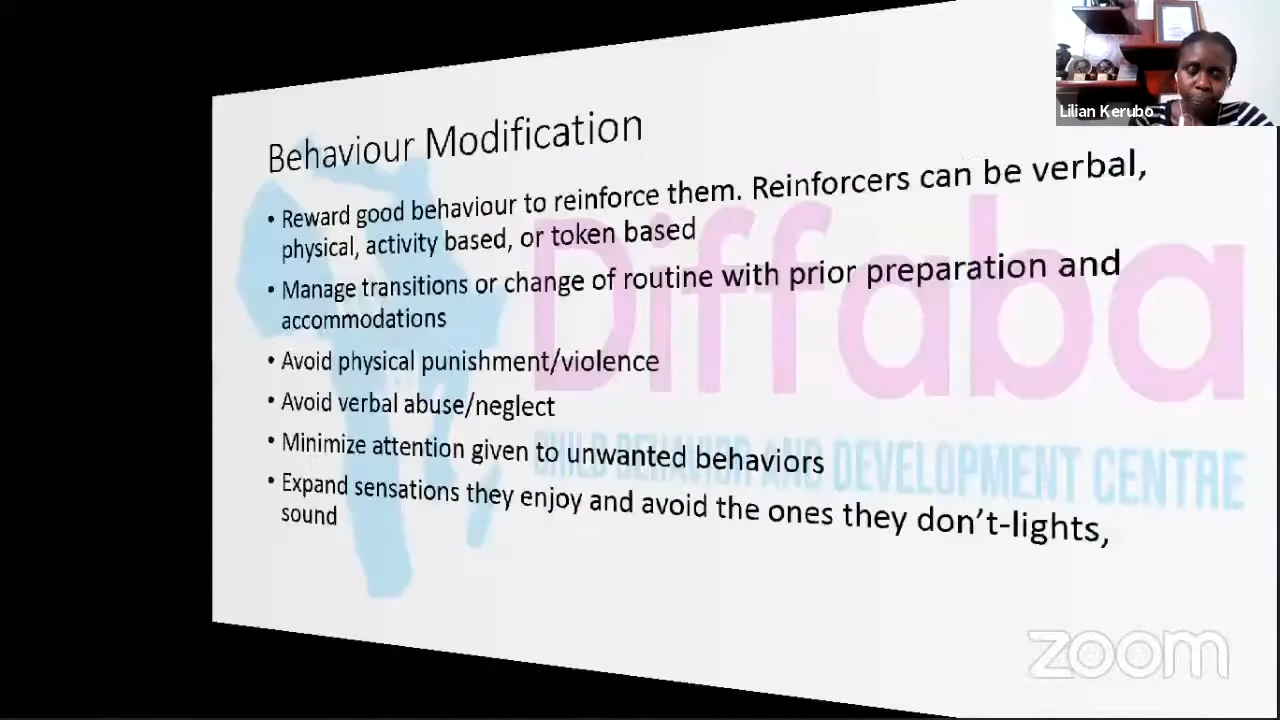 Lilian Kerubo
Behaviour Modification
• Reward good behaviour to reinforce them. Reinforcers can be verbal,
physical, activity based, or token based
• Manage transitions or change of routine with prior preparation and
accommodations
• Avoid physical punishment/violence
• Avoid verbal abuse/neglect
• Minimize attention given to unwanted behaviors
• Expand sensations they enjoy and avoid the ones they don’t-lights,
sound
Diffaba
CHILD BEHAVIOR AND DEVELOPMENT CENTRE
zoom